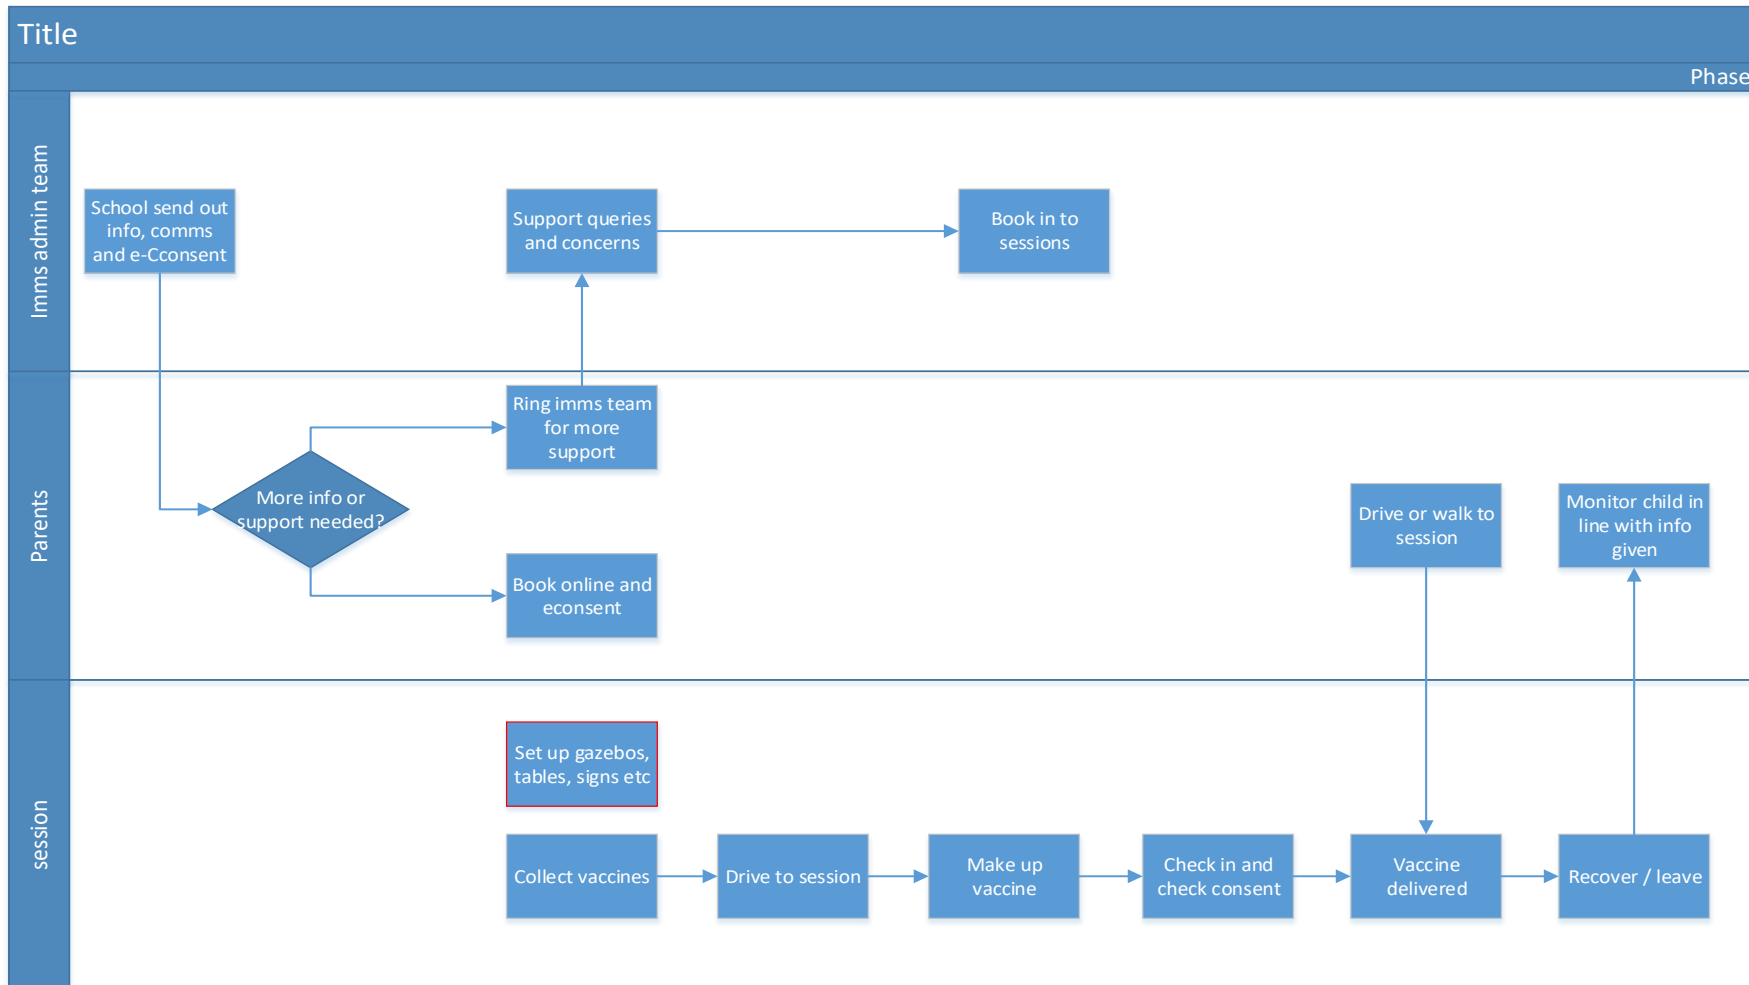 Title
Phase
Imms admin team
School send out
info, comms
and e-Cconsent
Support queries
and concerns
Book in to
sessions
Parents
More info or
support needed?
Ring imms team
for more
support
Book online and
econsent
Drive or walk to
session
Monitor child in
line with info
given
session
Set up gazebos,
tables, signs etc
Collect vaccines
Drive to session
Make up
vaccine
Check in and
check consent
Vaccine
delivered
Recover / leave